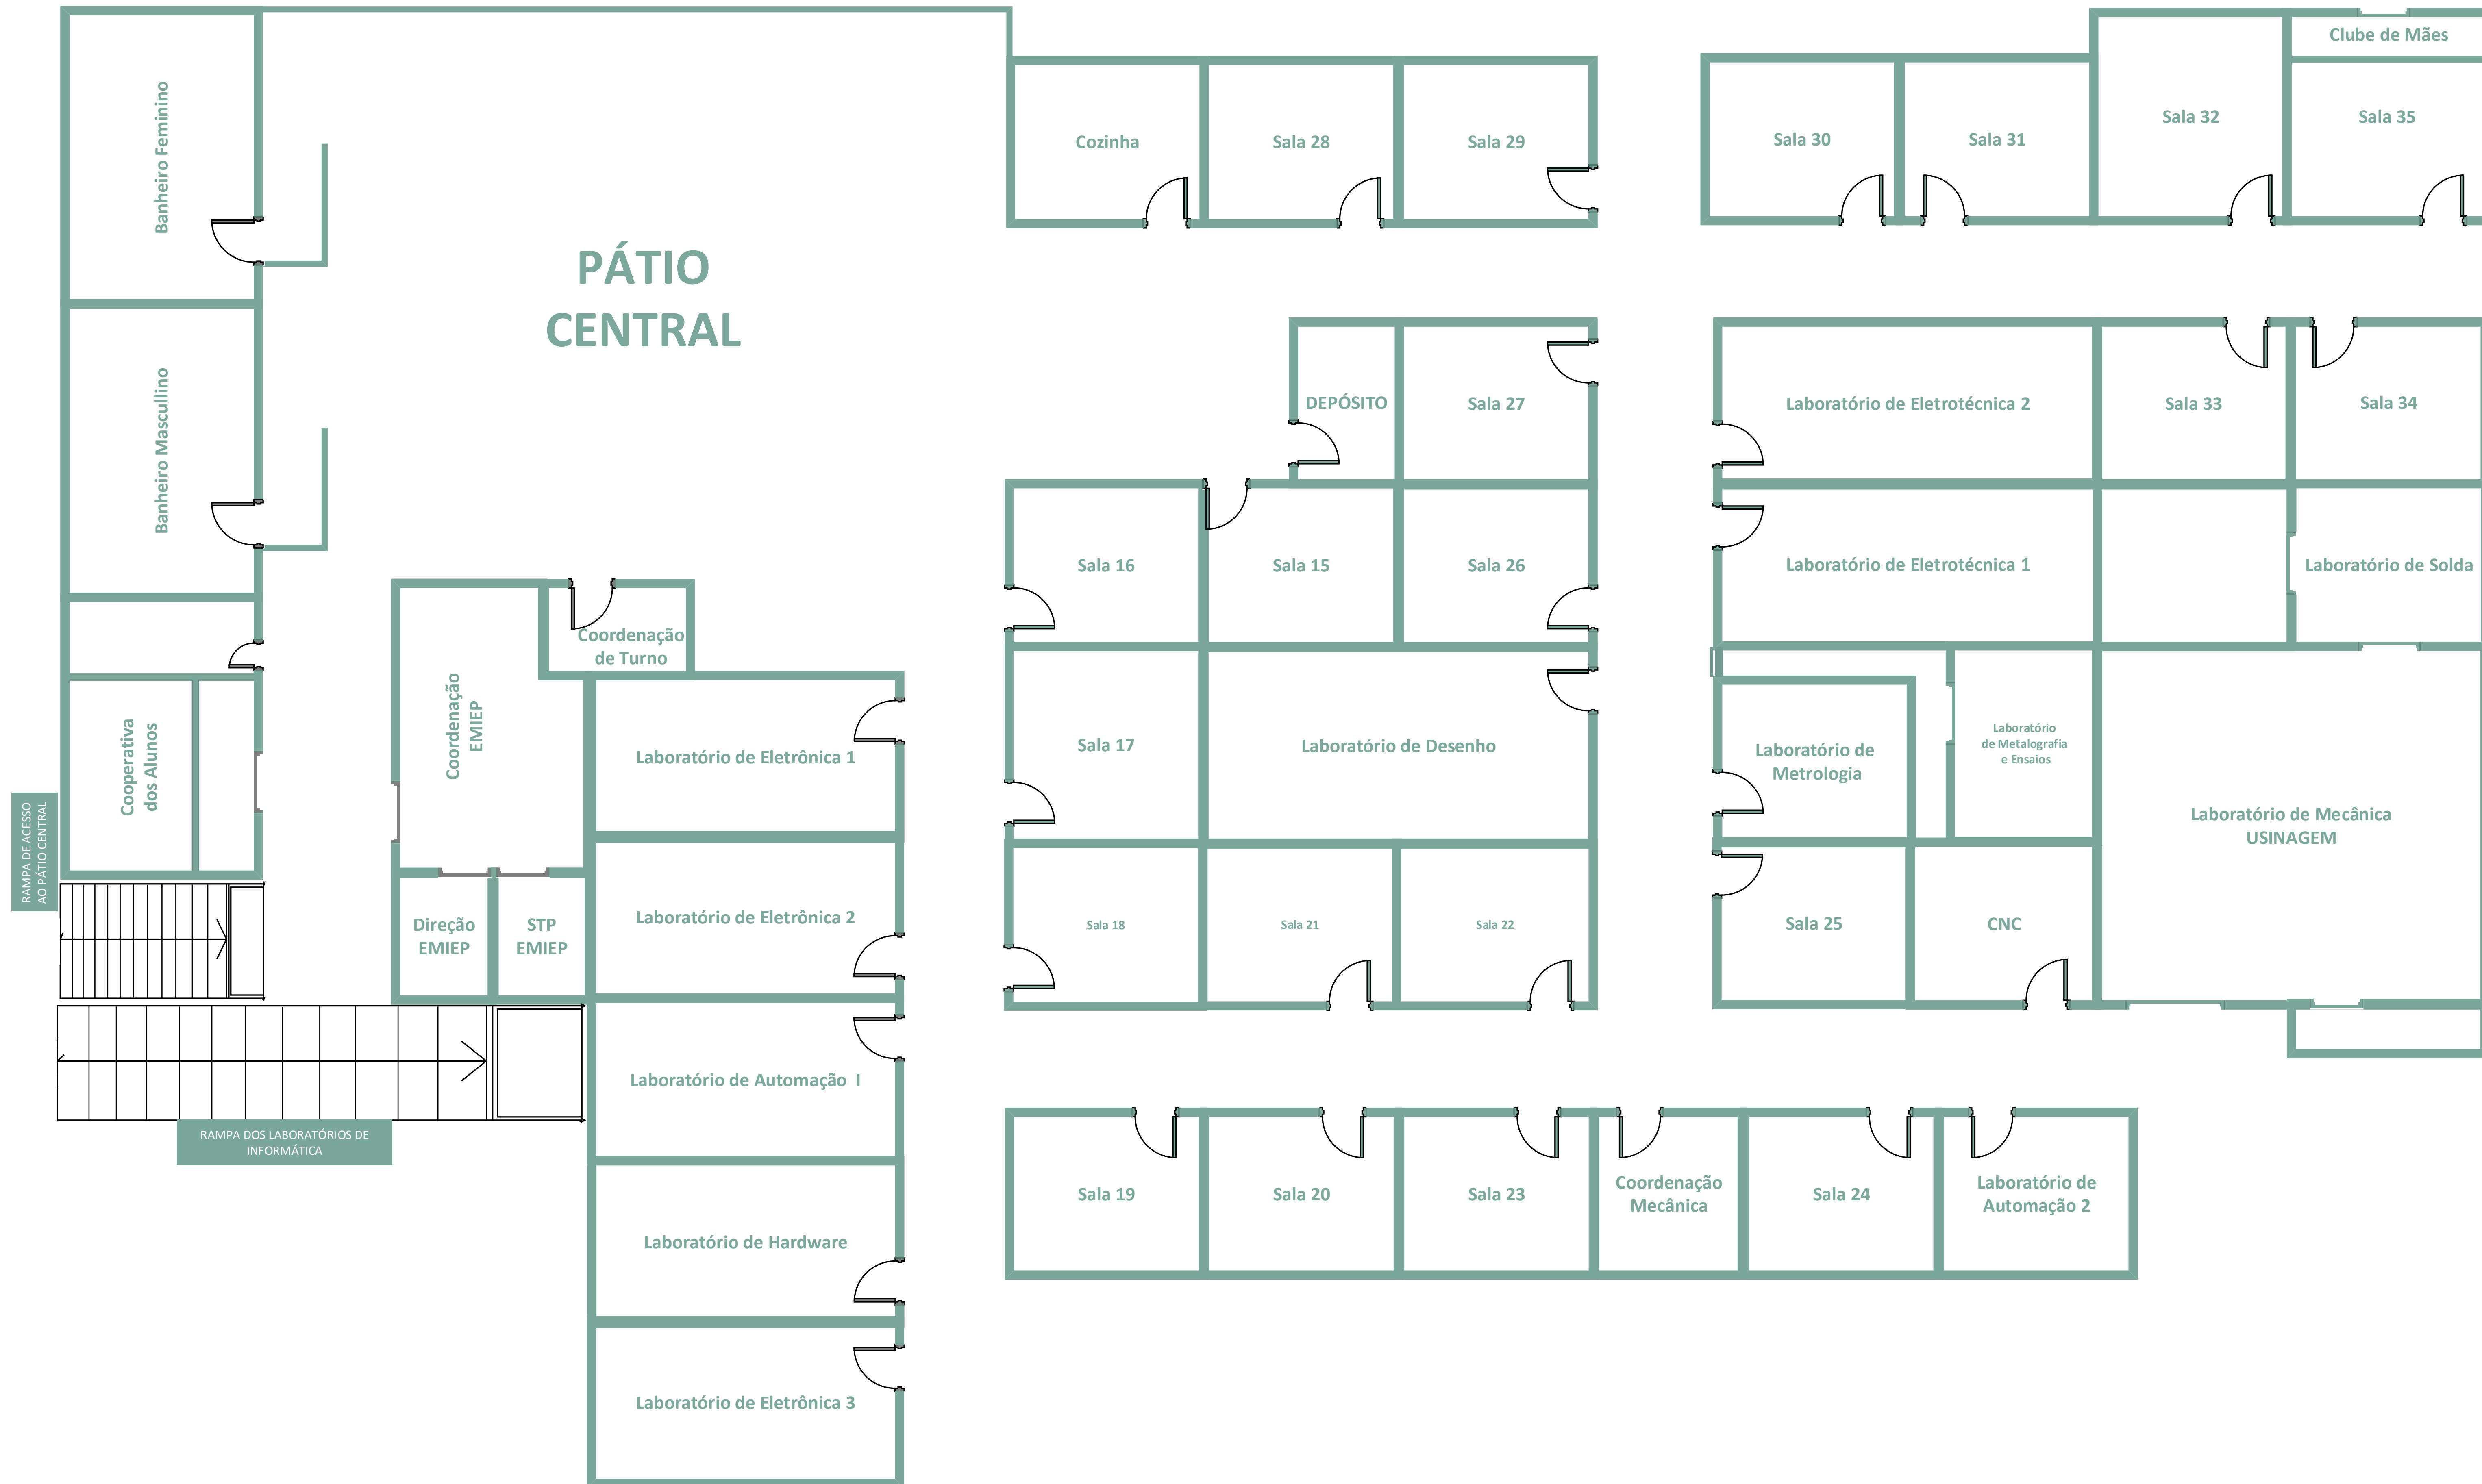 Clube de Mães
Banheiro Feminino
Cozinha
Sala 28
Sala 29
Sala 30
Sala 31
Sala 32
Sala 35
PÁTIO
CENTRAL
Banheiro Mascullino
DEPÓSITO
Sala 27
Laboratório de Eletrotécnica 2
Sala 33
Sala 34
Sala 16
Sala 15
Sala 26
Laboratório de Eletrotécnica 1
Laboratório de Solda
Coordenação
de Turno
Coordenação
EMIEP
Cooperativa
dos Alunos
Laboratório de Eletrônica 1
Sala 17
Laboratório de Desenho
Laboratório de
Metrologia
Laboratório
de Metalografia
e Ensaios
Laboratório de Mecânica
USINAGEM
RAMPA DE ACESSO
AO PÁTIO CENTRAL
Direção
EMIEP
STP
EMIEP
Laboratório de Eletrônica 2
Sala 18
Sala 21
Sala 22
Sala 25
CNC
Laboratório de Automação I
RAMPA DOS LABORATÓRIOS DE
INFORMÁTICA
Laboratório de Hardware
Sala 19
Sala 20
Sala 23
Coordenação
Mecânica
Sala 24
Laboratório de
Automação 2
Laboratório de Eletrônica 3